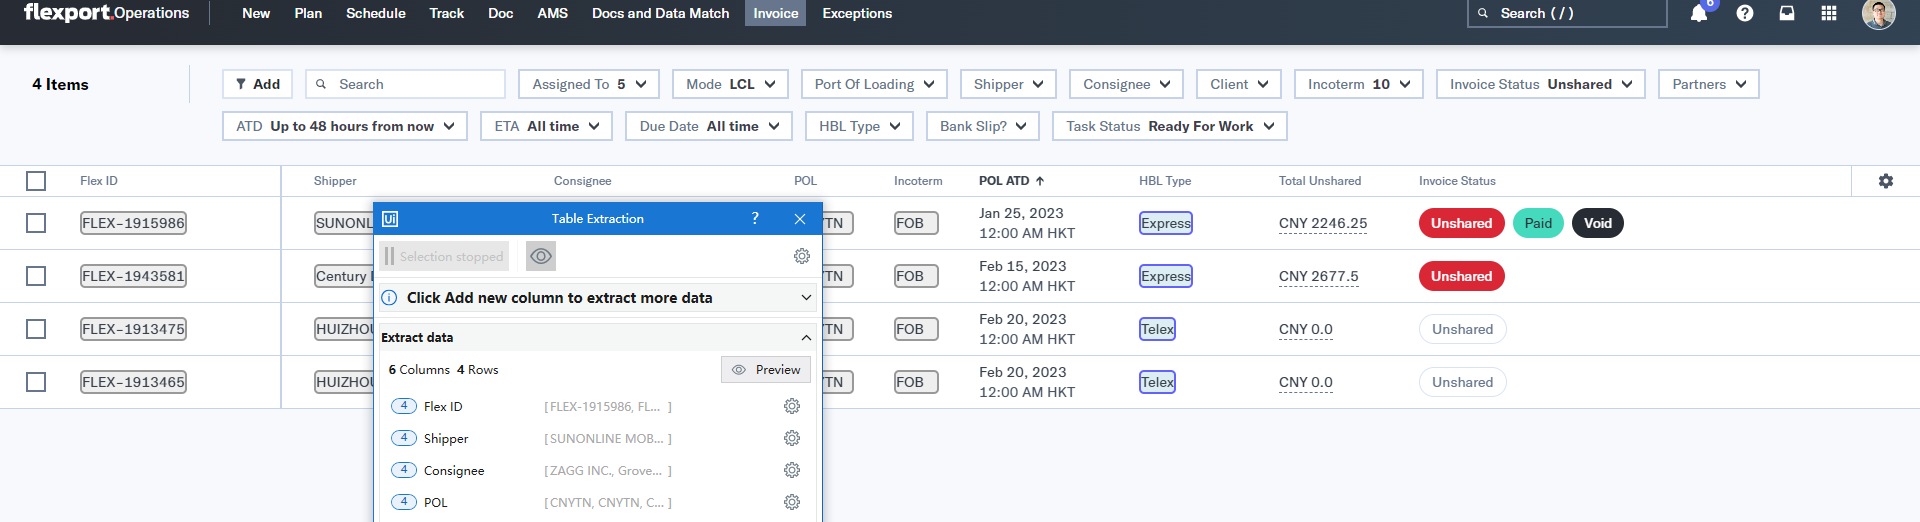 flexport. Operations New Plan Schedule Track Doc AMS Docs and Data Match Invoice Exceptions Search ( / ) 6
4 Items Add Search Assigned To 5 Mode LCL Port Of Loading Shipper Consignee Client Incoterm 10 Invoice Status Unshared Partners
ATD Up to 48 hours from now ETA All time Due Date All time HBL Type Bank Slip? Task Status Ready For Work
Flex ID Shipper Consignee POL Incoterm POL ATD HBL Type Total Unshared Invoice Status
FLEX-1915986 SUNONL YTN FOB Jan 25, 2023 12:00 AM HKT Express CNY 2246.25 Unshared Paid Void
FLEX-1943581 Century YTN FOB Feb 15, 2023 12:00 AM HKT Express CNY 2677.5 Unshared
FLEX-1913475 HUIZHOU YTN FOB Feb 20, 2023 12:00 AM HKT Telex CNY 0.0 Unshared
FLEX-1913465 HUIZHOU YTN FOB Feb 20, 2023 12:00 AM HKT Telex CNY 0.0 Unshared
Ui Table Extraction ?
Selection stopped
Click Add new column to extract more data
Extract data
6 Columns 4 Rows Preview
4 Flex ID [ FLEX-1915986, FL... ]
4 Shipper [ SUNONLINE MOB... ]
4 Consignee [ ZAGG INC., Grove... ]
4 POL [ CNYTN, CNYTN, C... ]